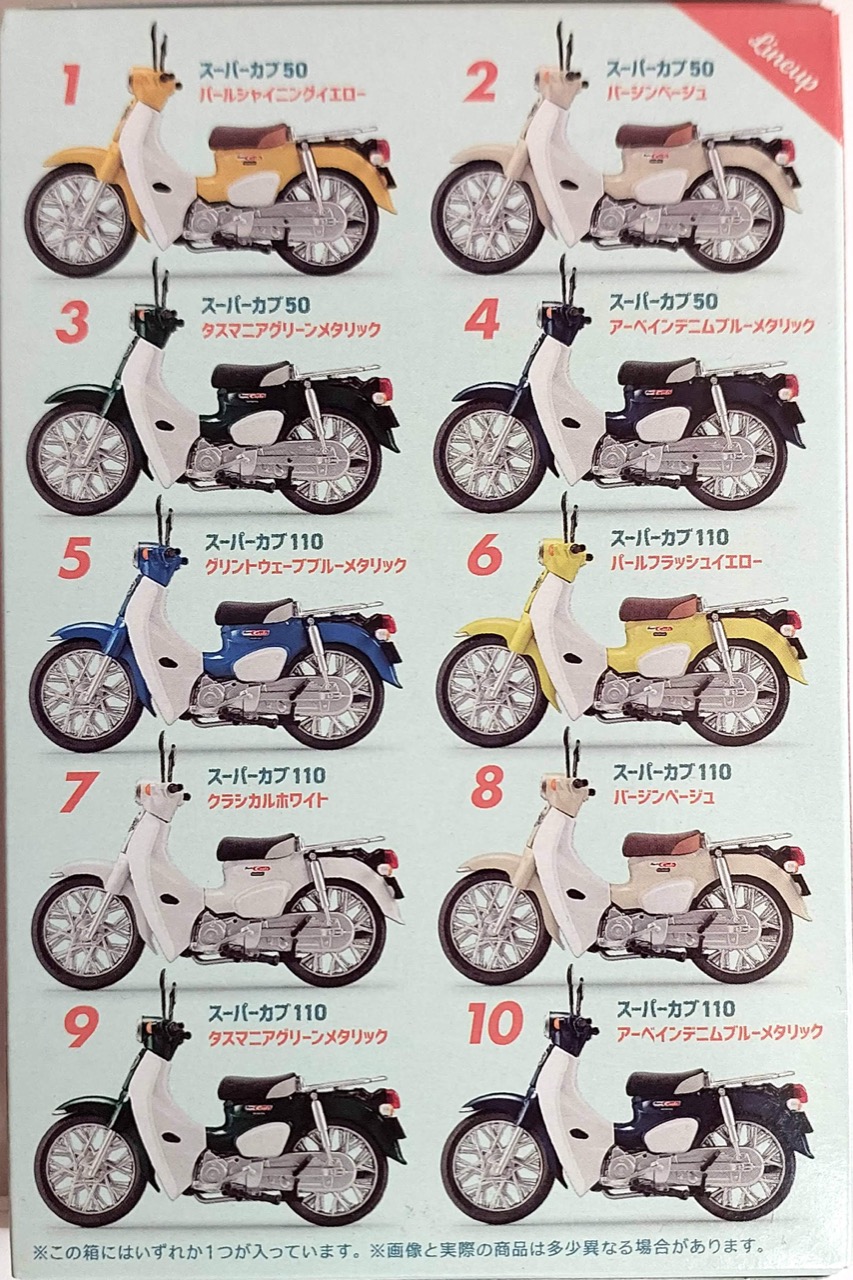 Lineup
1
スーパーカブ50
パールシャイニングイエロー
2
スーパーカブ50
バージンベージュ
3
スーパーカブ50
タスマニアグリーンメタリック
4
スーパーカブ50
アーベインデニムブルーメタリック
5
スーパーカブ110
グリントウェーブブルーメタリック
6
スーパーカブ110
パールフラッシュイエロー
7
スーパーカブ110
クラシカルホワイト
8
スーパーカブ110
バージンベージュ
9
スーパーカブ110
タスマニアグリーンメタリック
10
スーパーカブ110
アーベインデニムブルーメタリック
※この箱にはいずれか1つが入っています。※画像と実際の商品は多少異なる場合があります。